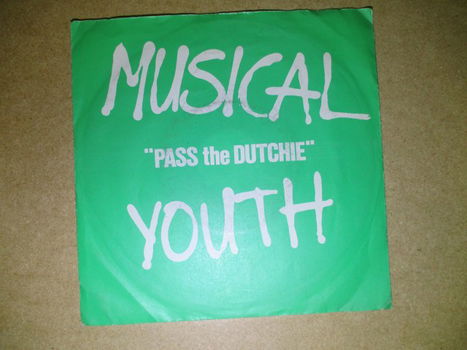 MUSICAL
"PASS the DUTCHIE"
YOUTH